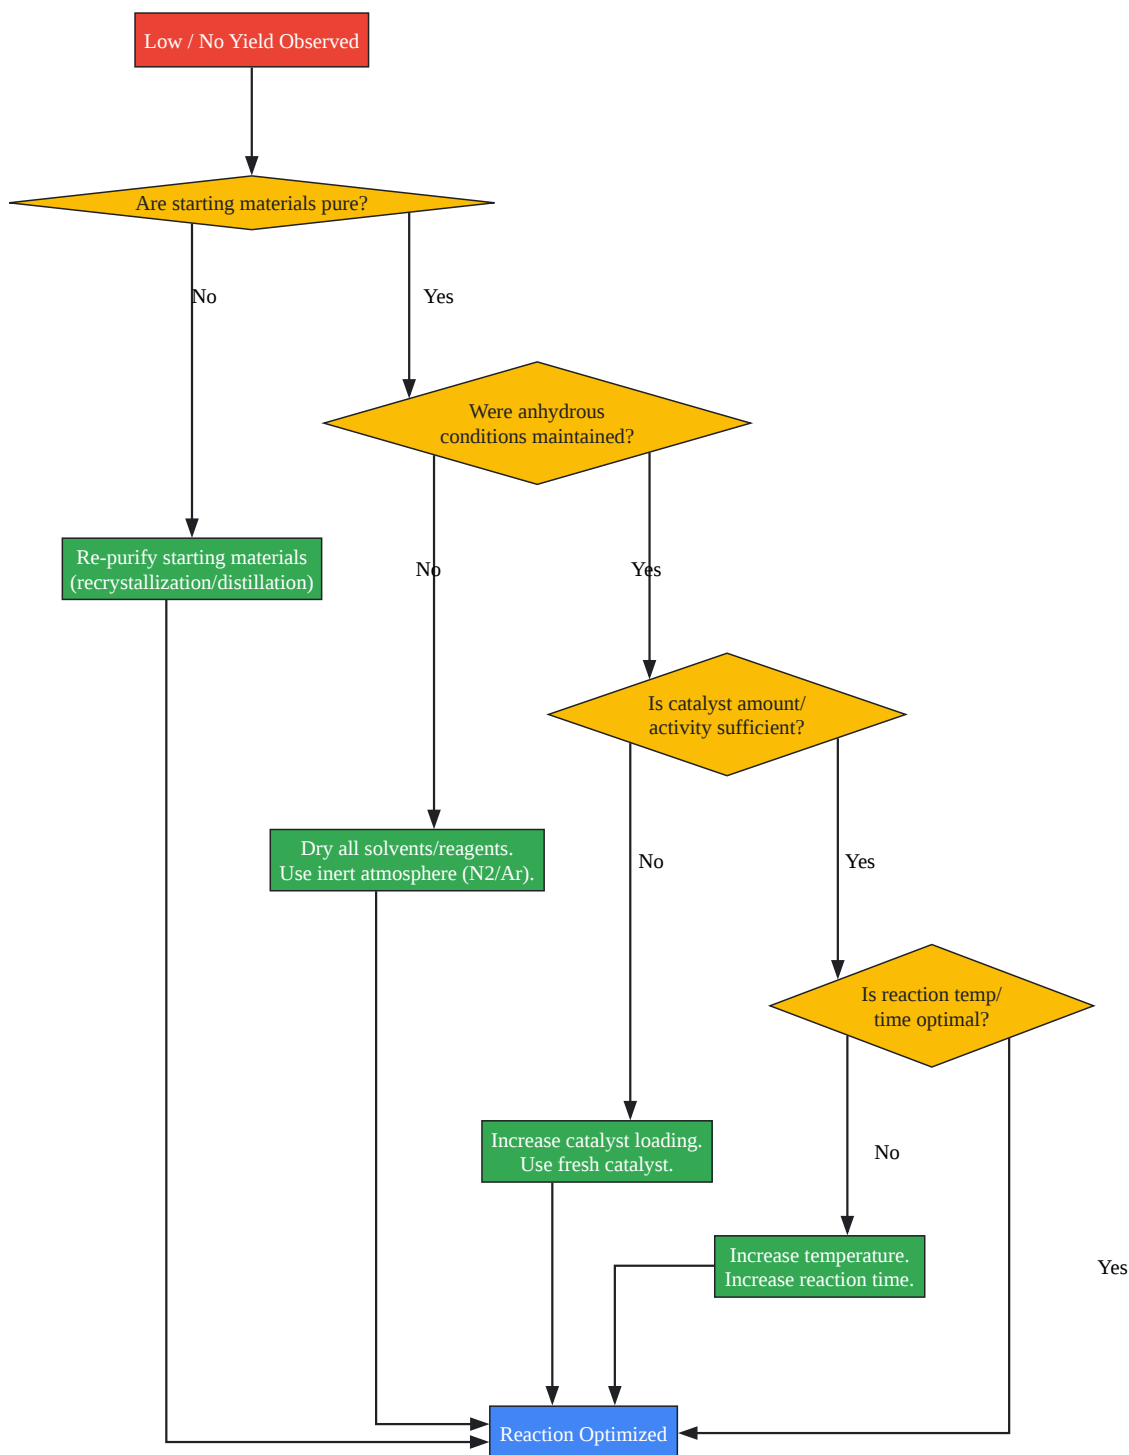 Low / No Yield Observed
Are starting materials pure?
No
Yes
Were anhydrous
conditions maintained?
Re-purify starting materials
(recrystallization/distillation)
No
Yes
Is catalyst amount/
activity sufficient?
Dry all solvents/reagents.
Use inert atmosphere (N2/Ar).
No
Yes
Is reaction temp/
time optimal?
Increase catalyst loading.
Use fresh catalyst.
No
Increase temperature.
Increase reaction time.
Yes
Reaction Optimized